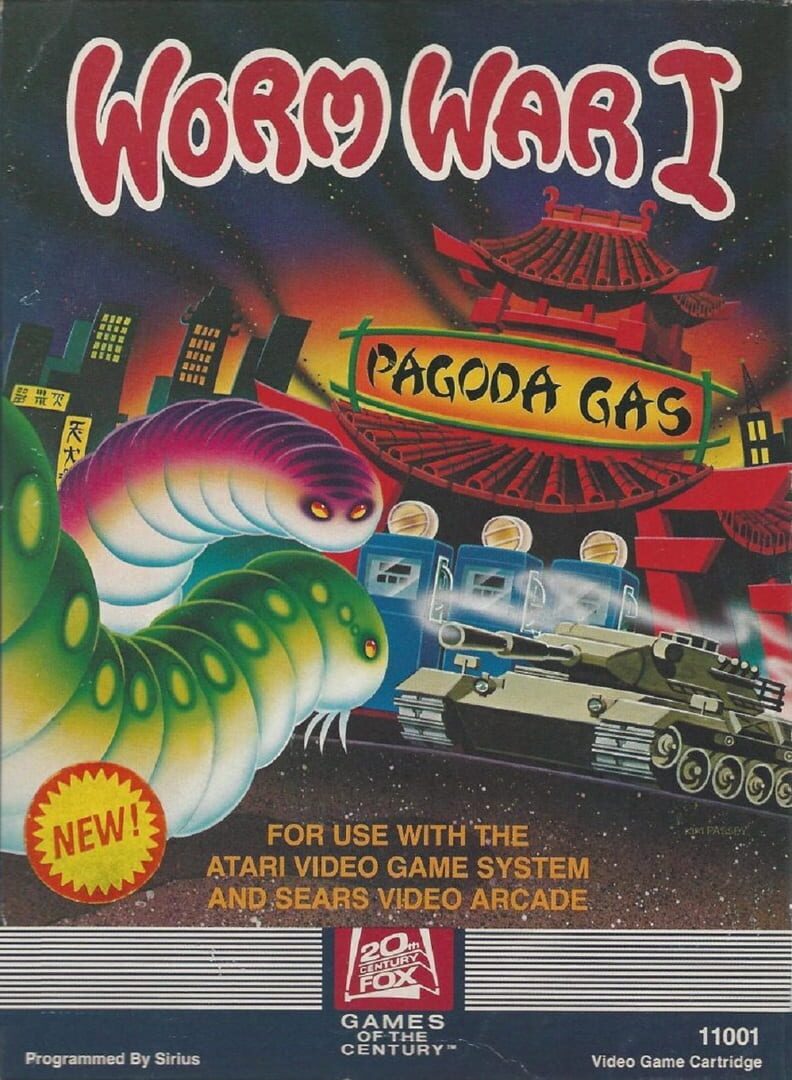 WORM WAR I
PAGODA GAS
NEW!
FOR USE WITH THE
ATARI VIDEO GAME SYSTEM
AND SEARS VIDEO ARCADE
20th
CENTURY
FOX
GAMES
OF THE
CENTURY™
Programmed By Sirius
11001
Video Game Cartridge